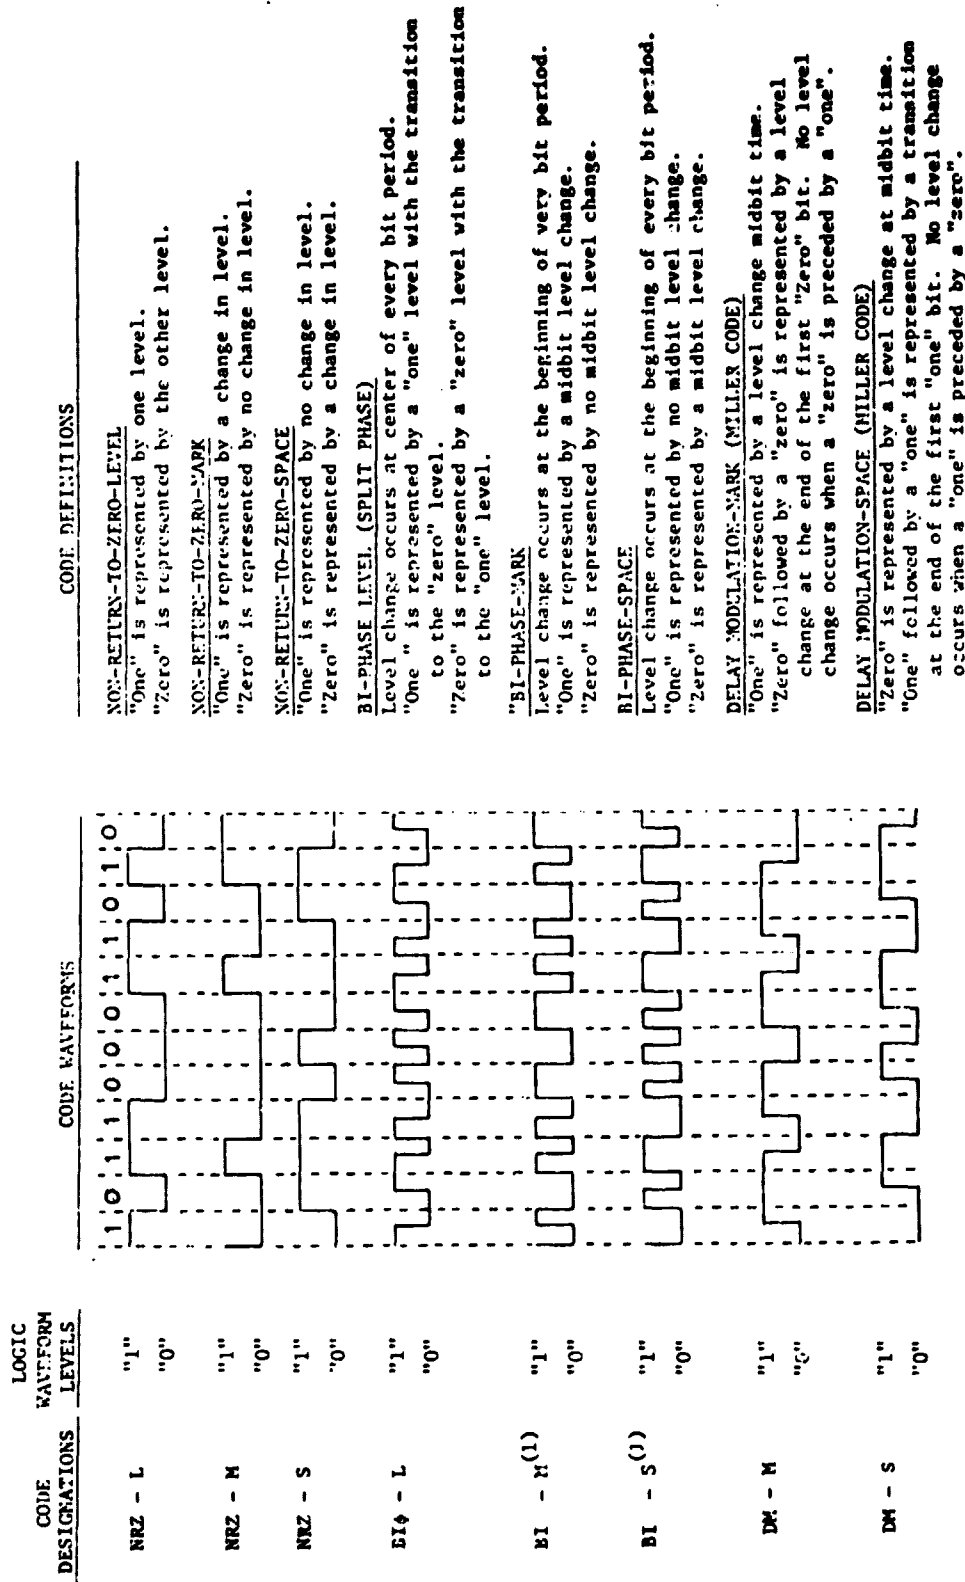 CODE DESIGNATIONS
LOGIC WAVEFORM LEVELS
CODE WAVEFORMS
CODE DEFINITIONS
1 0 1 1 0 0 0 1 1 0 1 0
NRZ - L
"1"
"0"
NON-RETURN-TO-ZERO-LEVEL
"One" is represented by one level.
"Zero" is represented by the other level.
NRZ - M
"1"
"0"
NON-RETURN-TO-ZERO-MARK
"One" is represented by a change in level.
"Zero" is represented by no change in level.
NRZ - S
"1"
"0"
NON-RETURN-TO-ZERO-SPACE
"One" is represented by no change in level.
"Zero" is represented by a change in level.
BIϕ - L
"1"
"0"
BI-PHASE LEVEL (SPLIT PHASE)
Level change occurs at center of every bit period.
"One " is represented by a "one" level with the transition
to the "zero" level.
"Zero" is represented by a "zero" level with the transition
to the "one" level.
BI - M(1)
"1"
"0"
"BI-PHASE-MARK
Level change occurs at the beginning of very bit period.
"One" is represented by a midbit level change.
"Zero" is represented by no midbit level change.
BI - S(1)
"1"
"0"
BI-PHASE-SPACE
Level change occurs at the beginning of every bit period.
"One" is represented by no midbit level change.
"Zero" is represented by a midbit level change.
DM - M
"1"
"0"
DELAY MODULATION-MARK (MILLER CODE)
"One" is represented by a level change midbit time.
"Zero" followed by a "zero" is represented by a level
change at the end of the first "Zero" bit. No level
change occurs when a "zero" is preceded by a "one".
DM - S
"1"
"0"
DELAY MODULATION-SPACE (MILLER CODE)
"Zero" is represented by a level change at midbit time.
"One" followed by a "one" is represented by a transition
at the end of the first "one" bit. No level change
occurs when a "one" is preceded by a "zero".